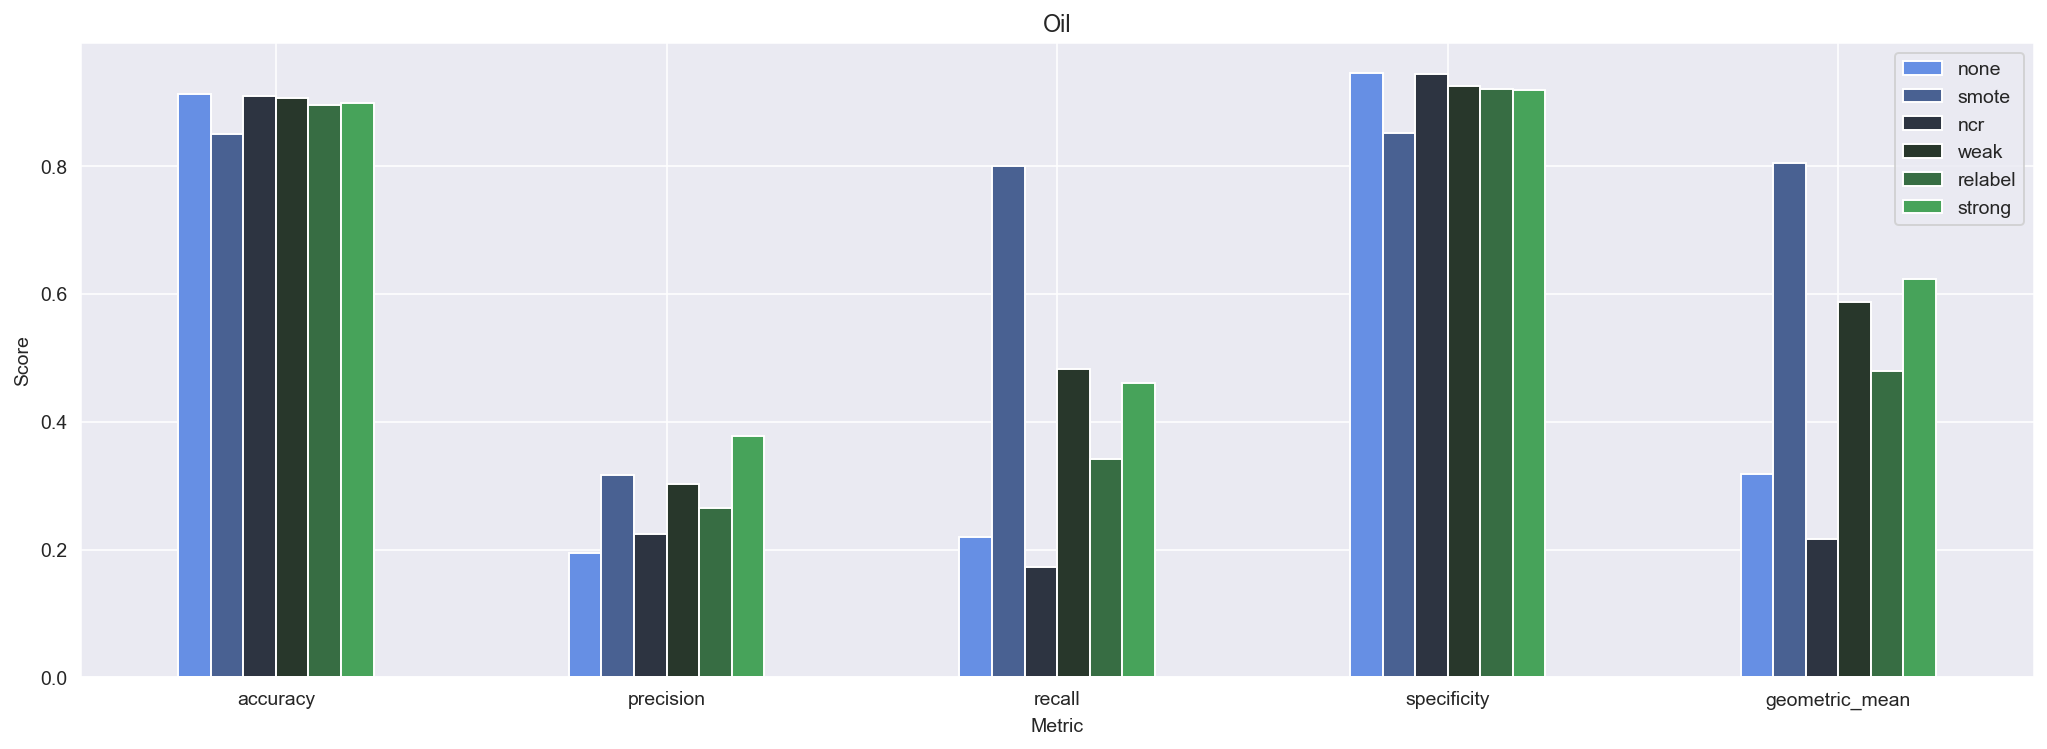 Oil
none
smote
ncr
weak
relabel
strong
Score
0.8
0.6
0.4
0.2
0.0
accuracy precision recall specificity geometric_mean
Metric